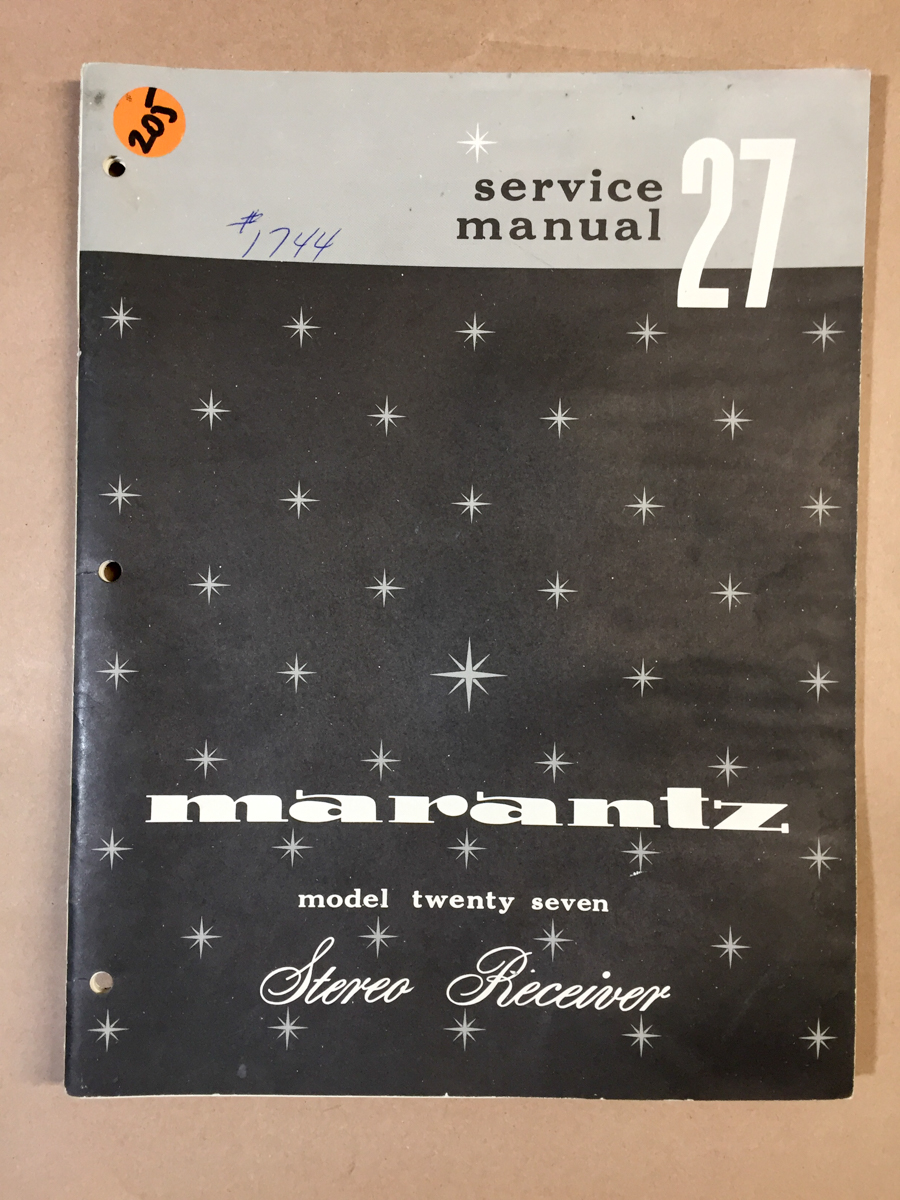 205
service
manual
27
#1744
marantz
model twenty seven
Stereo Receiver